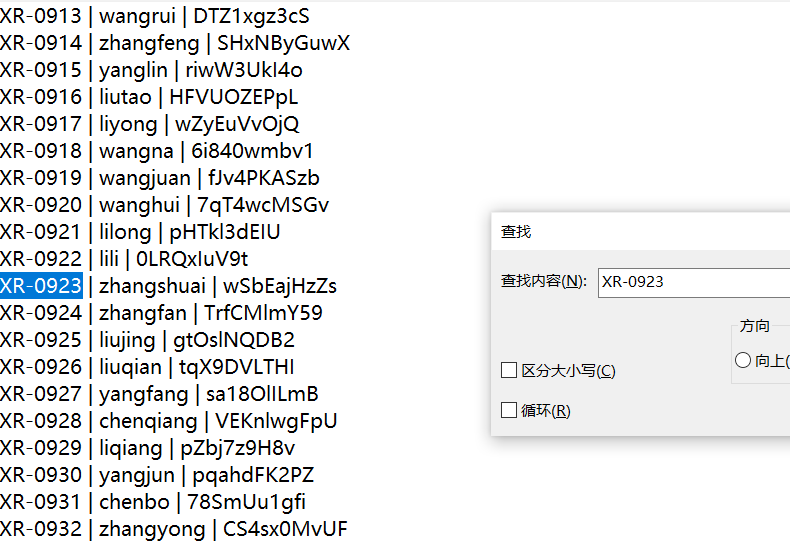 XR-0913 | wangrui | DTZ1xgz3cS
XR-0914 | zhangfeng | SHxNByGuwX
XR-0915 | yanglin | riwW3UkI4o
XR-0916 | liutao | HFVUOZEPpL
XR-0917 | liyong | wZyEuVvOjQ
XR-0918 | wangna | 6i840wmbv1
XR-0919 | wangjuan | fJv4PKASzb
XR-0920 | wanghui | 7qT4wcMSGv
XR-0921 | lilong | pHTkl3dEIU
XR-0922 | lili | 0LRQxIuV9t
XR-0923 | zhangshuai | wSbEajHzZs
XR-0924 | zhangfan | TrfCMlmY59
XR-0925 | liujing | gtOslNQDB2
XR-0926 | liuqian | tqX9DVLTHI
XR-0927 | yangfang | sa18OlILmB
XR-0928 | chenqiang | VEKnlwgFpU
XR-0929 | liqiang | pZbj7z9H8v
XR-0930 | yangjun | pqahdFK2PZ
XR-0931 | chenbo | 78SmUu1gfi
XR-0932 | zhangyong | CS4sx0MvUF
查找
查找内容(N): XR-0923
方向
向上(
区分大小写(C)
循环(R)